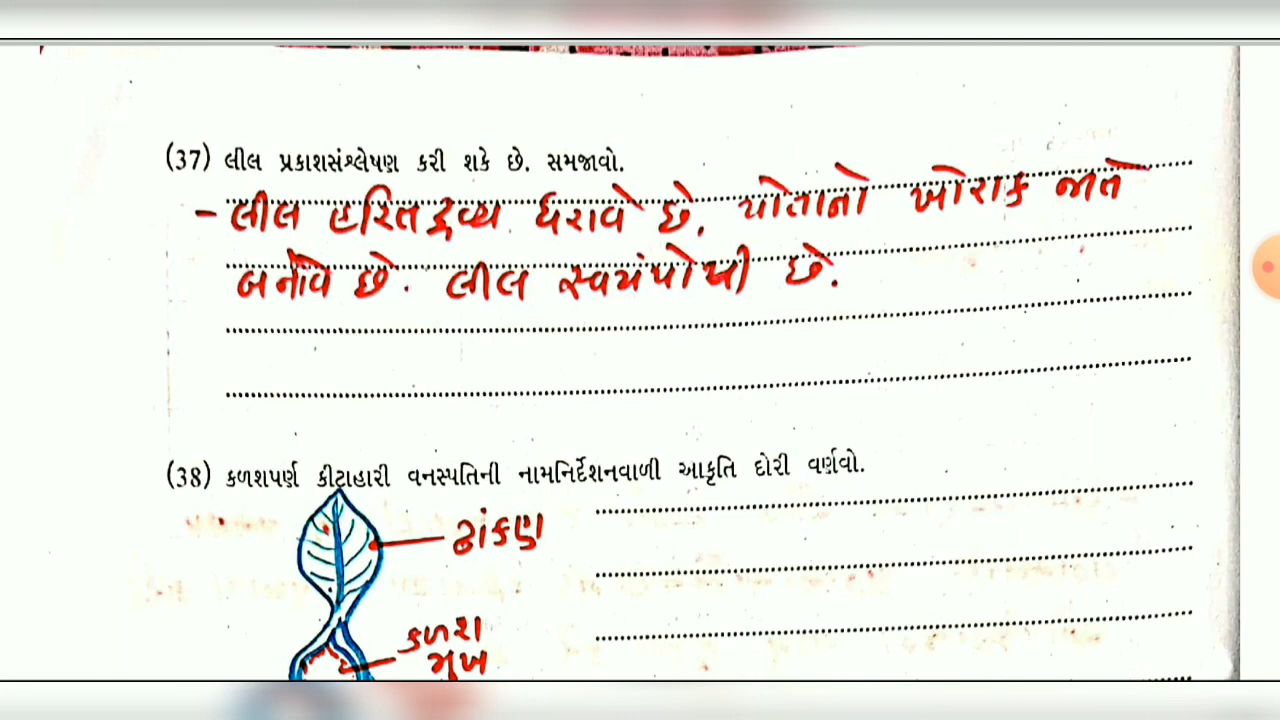 (37) લીલ પ્રકાશસંશ્લેષણ કરી શકે છે. સમજાવો.
- લીલ હરિતદ્રવ્ય ધરાવે છે. પોતાનો ખોરાક જાતે
બનાવે છે. લીલ સ્વયંપોષી છે.
(38) કળશપર્ણ કીટાહારી વનસ્પતિની નામનિર્દેશનવાળી આકૃતિ દોરી વર્ણવો.
ઢાંકણ
કળશ
મુખ